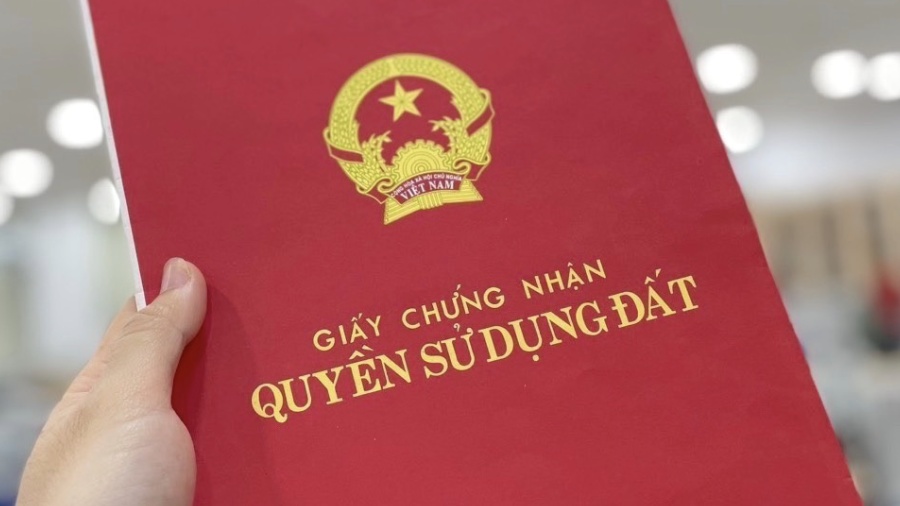 CỘNG HÒA XÃ HỘI CHỦ NGHĨA
VIỆT NAM
GIẤY CHỨNG NHẬN
QUYỀN SỬ DỤNG ĐẤT